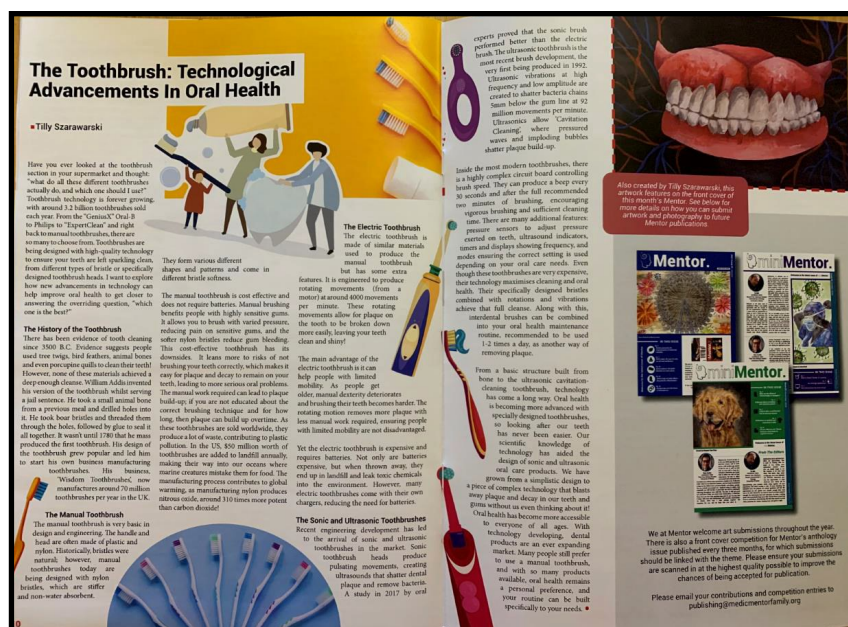 The Toothbrush: Technological
Advancements In Oral Health
Tilly Szarawarski
Have you ever looked at the toothbrush
section in your supermarket and thought:
"what do all these different toothbrushes
actually do, and which one should I use?"
Toothbrush technology is forever growing,
with around 3.2 billion toothbrushes sold
each year. From the "GeniusX" Oral-B
to Philips to "ExpertClean" and right
back to manual toothbrushes, there are
so many to choose from. Toothbrushes are
being designed with high-quality technology
to ensure your teeth are left sparkling clean,
from different types of bristle or specifically
designed toothbrush heads. I want to explore
how new advancements in technology can
help improve oral health to get closer to
answering the overriding question, "which
one is the best?"
The History of the Toothbrush
There has been evidence of tooth cleaning
since 3500 B.C. Evidence suggests people
used tree twigs, bird feathers, animal bones
and even porcupine quills to clean their teeth!
However, none of these materials achieved a
deep-enough cleanse. William Addis invented
his version of the toothbrush whilst serving
a jail sentence. He took a small animal bone
from a previous meal and drilled holes into
it. He took boar bristles and threaded them
through the holes, followed by glue to seal it
all together. It wasn't until 1780 that he mass
produced the first toothbrush. His design of
the toothbrush grew popular and led him
to start his own business manufacturing
toothbrushes. His business,
'Wisdom Toothbrushes', now
manufactures around 70 million
toothbrushes per year in the UK.
The Manual Toothbrush
The manual toothbrush is very basic in
design and engineering. The handle and
head are often made of plastic and
nylon. Historically, bristles were
natural; however, manual
toothbrushes today are
being designed with nylon
bristles, which are stiffer
and non-water absorbent.
They form various different
shapes and patterns and come in
different bristle softness.
The manual toothbrush is cost effective and
does not require batteries. Manual brushing
benefits people with highly sensitive gums.
It allows you to brush with varied pressure,
reducing pain on sensitive gums, and the
softer nylon bristles reduce gum bleeding.
This cost-effective toothbrush has its
downsides. It leans more to risks of not
brushing your teeth correctly, which makes it
easy for plaque and decay to remain on your
teeth, leading to more serious oral problems.
The manual work required can lead to plaque
build-up; if you are not educated about the
correct brushing technique and for how
long, then plaque can build up overtime. As
these toothbrushes are sold worldwide, they
produce a lot of waste, contributing to plastic
pollution. In the US, $50 million worth of
toothbrushes are added to landfill annually,
making their way into our oceans where
marine creatures mistake them for food. The
manufacturing process contributes to global
warming, as manufacturing nylon produces
nitrous oxide, around 310 times more potent
than carbon dioxide!
The Electric Toothbrush
The electric toothbrush is
made of similar materials
used to produce the
manual toothbrush
but has some extra
features. It is engineered to produce
rotating movements (from a
motor) at around 4000 movements
per minute. These rotating
movements allow for plaque on
the tooth to be broken down
more easily, leaving your teeth
clean and shiny!
The main advantage of the
electric toothbrush is it can
help people with limited
mobility. As people get
older, manual dexterity deteriorates
and brushing their teeth becomes harder. The
rotating motion removes more plaque with
less manual work required, ensuring people
with limited mobility are not disadvantaged.
Yet the electric toothbrush is expensive and
requires batteries. Not only are batteries
expensive, but when thrown away, they
end up in landfill and leak toxic chemicals
into the environment. However, many
electric toothbrushes come with their own
chargers, reducing the need for batteries.
The Sonic and Ultrasonic Toothbrushes
Recent engineering development has led
to the arrival of sonic and ultrasonic
toothbrushes in the market. Sonic
toothbrush heads produce
pulsating movements, creating
ultrasounds that shatter dental
plaque and remove bacteria.
A study in 2017 by oral
experts proved that the sonic brush
performed better than the electric
brush. The ultrasonic toothbrush is the
most recent brush development, the
very first being produced in 1992.
Ultrasonic vibrations at high
frequency and low amplitude are
created to shatter bacteria chains
5mm below the gum line at 92
million movements per minute.
Ultrasonics allow 'Cavitation
Cleaning', where pressured
waves and imploding bubbles
shatter plaque build-up.
Inside the most modern toothbrushes, there
is a highly complex circuit board controlling
brush speed. They can produce a beep every
30 seconds and after the full recommended
two minutes of brushing, encouraging
vigorous brushing and sufficient cleaning
time. There are many additional features:
pressure sensors to adjust pressure
exerted on teeth, ultrasound indicators,
timers and displays showing frequency, and
modes ensuring the correct setting is used
depending on your oral care needs. Even
though these toothbrushes are very expensive,
their technology maximises cleaning and oral
health. Their specifically designed bristles
combined with rotations and vibrations
achieve that full cleanse. Along with this,
interdental brushes can be combined
into your oral health maintenance
routine, recommended to be used
1-2 times a day, as another way of
removing plaque.
From a basic structure built from
bone to the ultrasonic cavitation-
cleaning toothbrush, technology
has come a long way. Oral health
is becoming more advanced with
specially designed toothbrushes,
so looking after our teeth
has never been easier. Our
scientific knowledge of
technology has aided the
design of sonic and ultrasonic
oral care products. We have
grown from a simplistic design to
a piece of complex technology that blasts
away plaque and decay in our teeth and
gums without us even thinking about it!
Oral health has become more accessible
to everyone of all ages. With
technology developing, dental
products are an ever expanding
market. Many people still prefer
to use a manual toothbrush,
and with so many products
available, oral health remains
a personal preference, and
your routine can be built
specifically to your needs.
Also created by Tilly Szarawarski, this
artwork features on the front cover of
this month's Mentor. See below for
more details on how you can submit
artwork and photography to future
Mentor publications.
Mentor.
miniMentor.
miniMentor.
We at Mentor welcome art submissions throughout the year.
There is also a front cover competition for Mentor's anthology
issue published every three months, for which submissions
should be linked with the theme. Please ensure your submissions
are scanned in at the highest quality possible to improve the
chances of being accepted for publication.
Please email your contributions and competition entries to
publishing@medicmentorfamily.org